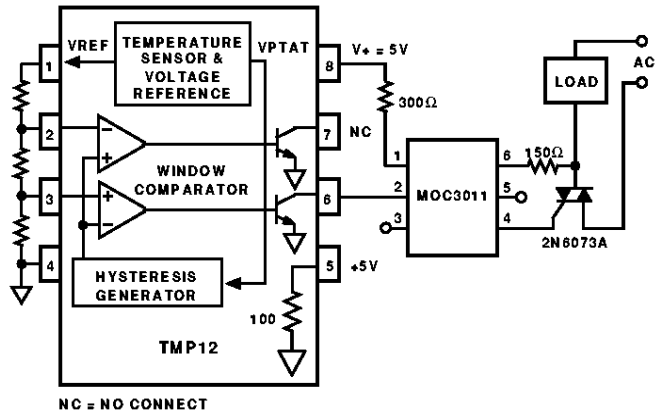 VREF
TEMPERATURE
SENSOR &
VOLTAGE
REFERENCE
VPTAT
V+ = 5V
1
8
300Ω
LOAD
AC
2
7
NC
WINDOW
COMPARATOR
1
6
150Ω
MOC3011
3
6
2
5
3
4
2N6073A
4
HYSTERESIS
GENERATOR
5
+5V
100
TMP12
NC = NO CONNECT